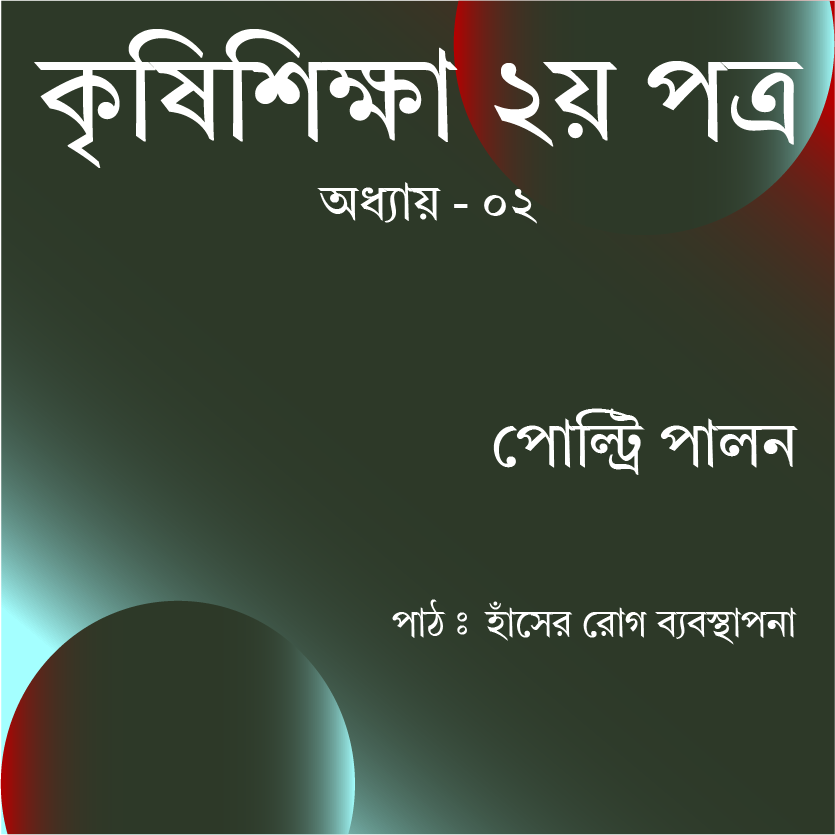 কৃষিশিক্ষা ২য় পত্র
অধ্যায় - ০২
পোল্ট্রি পালন
পাঠ ঃ হাঁসের রোগ ব্যবস্থাপনা